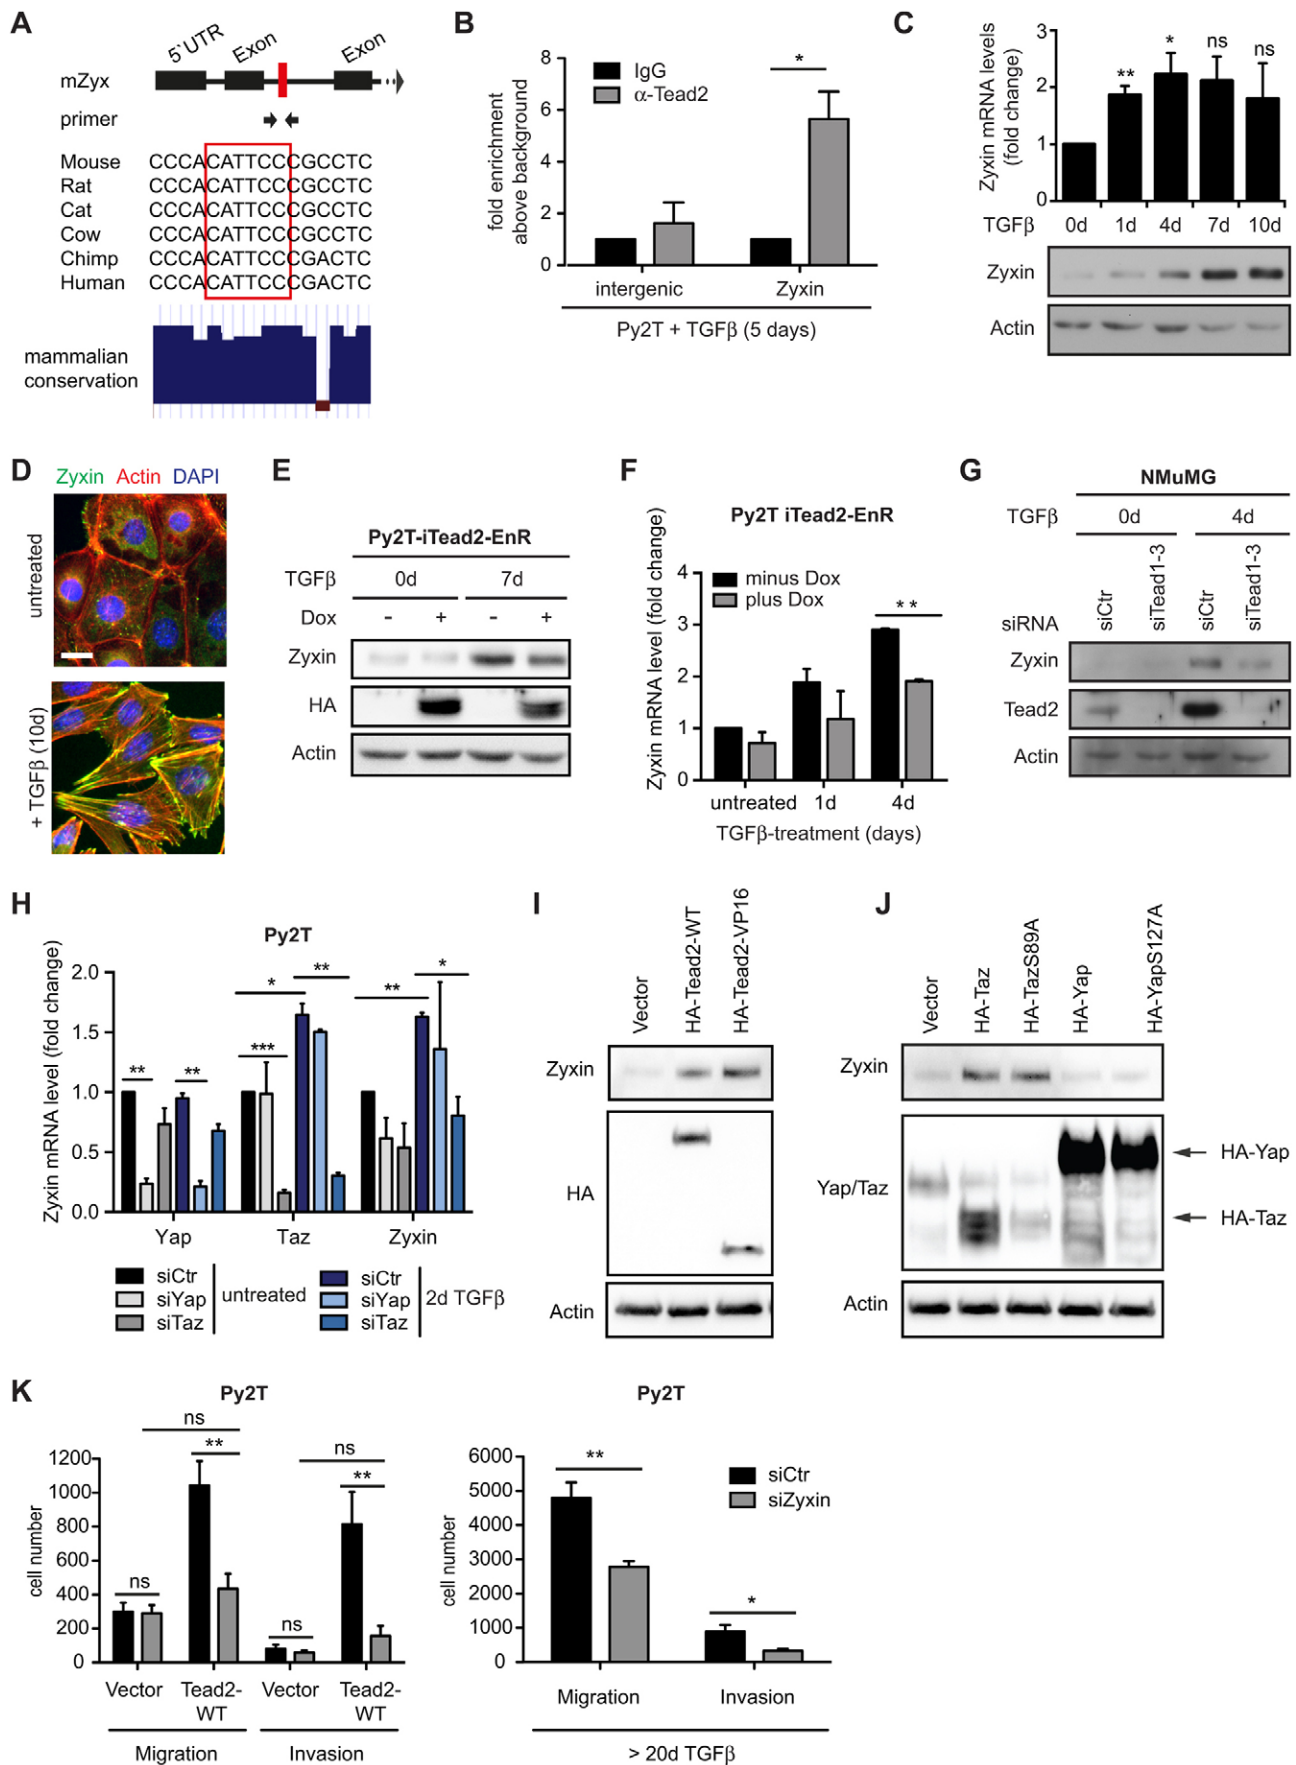 A
5`UTR
Exon
Exon
mZyx
primer
Mouse CCCACATTCCCGCCTC
Rat CCCACATTCCCGCCTC
Cat CCCACATTCCCGCCTC
Cow CCCACATTCCCGCCTC
Chimp CCCACATTCCCGACTC
Human CCCACATTCCCGACTC
mammalian
conservation
B
fold enrichment
above background
8
6
4
2
0
IgG
α-Tead2
*
intergenic Zyxin
Py2T + TGFβ (5 days)
C
Zyxin mRNA levels
(fold change)
3
2
1
0
** * ns ns
TGFβ 0d 1d 4d 7d 10d
Zyxin
Actin
D
Zyxin Actin DAPI
untreated
+ TGFβ (10d)
E
Py2T-iTead2-EnR
TGFβ 0d 7d
Dox - + - +
Zyxin
HA
Actin
F
Py2T iTead2-EnR
Zyxin mRNA level (fold change)
4
3
2
1
0
minus Dox
plus Dox
**
untreated 1d 4d
TGFβ-treatment (days)
G
NMuMG
TGFβ 0d 4d
siRNA siCtr siTead1-3 siCtr siTead1-3
Zyxin
Tead2
Actin
H
Py2T
Zyxin mRNA level (fold change)
2.0
1.5
1.0
0.5
0.0
** ** *** * ** ** *
Yap Taz Zyxin
siCtr
siYap
siTaz
untreated
siCtr
siYap
siTaz
2d TGFβ
I
Vector HA-Tead2-WT HA-Tead2-VP16
Zyxin
HA
Actin
J
Vector HA-Taz HA-TazS89A HA-Yap HA-YapS127A
Zyxin
Yap/Taz
HA-Yap
HA-Taz
Actin
K
Py2T
cell number
1200
1000
800
600
400
200
0
ns
**
ns
ns
**
ns
Vector Tead2-WT Vector Tead2-WT
Migration Invasion
Py2T
cell number
6000
5000
4000
3000
2000
1000
0
** *
siCtr
siZyxin
Migration Invasion
> 20d TGFβ